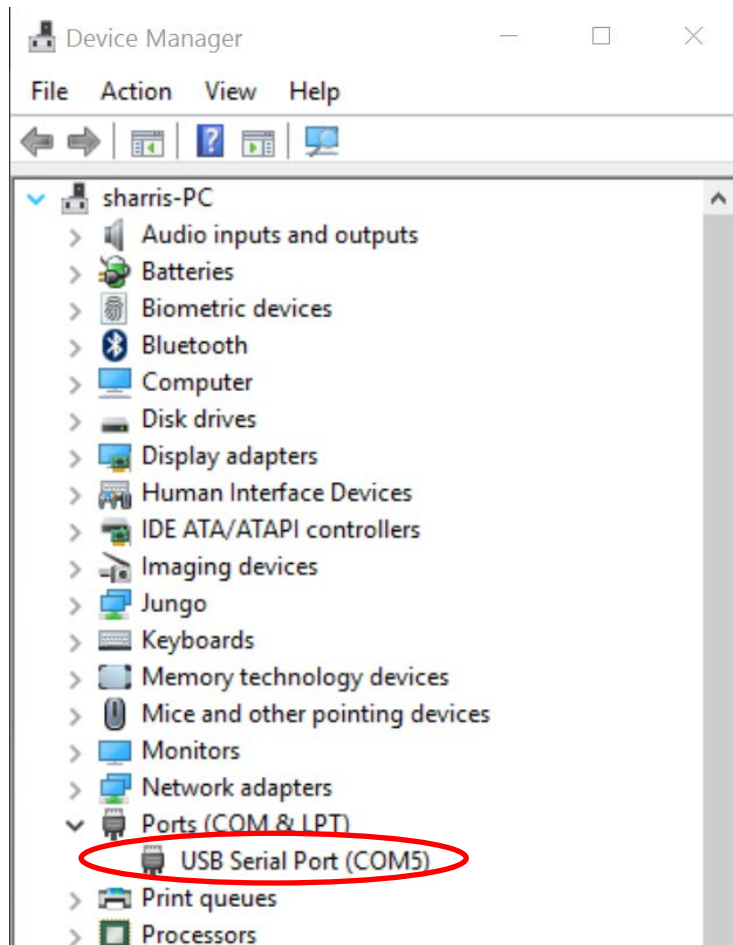 Device Manager
File Action View Help
?
sharris-PC
Audio inputs and outputs
Batteries
Biometric devices
Bluetooth
Computer
Disk drives
Display adapters
Human Interface Devices
IDE ATA/ATAPI controllers
Imaging devices
Jungo
Keyboards
Memory technology devices
Mice and other pointing devices
Monitors
Network adapters
Ports (COM & LPT)
USB Serial Port (COM5)
Print queues
Processors